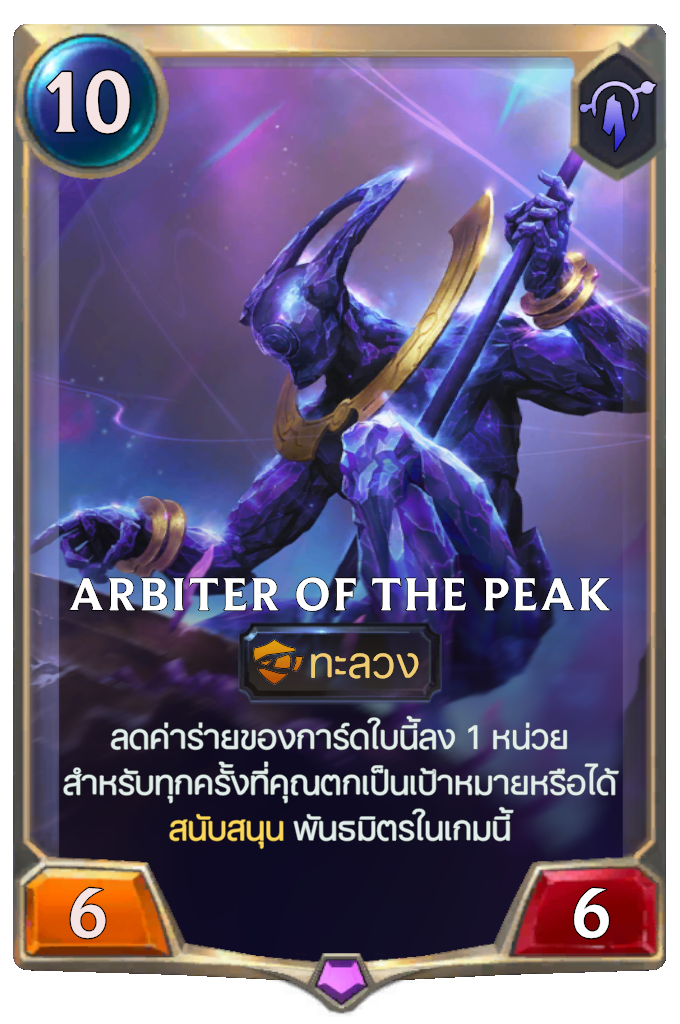 10
ARBITER OF THE PEAK
ทะลวง
ลดค่าร่ายของการ์ดใบนี้ลง 1 หน่วย
สำหรับทุกครั้งที่คุณตกเป็นเป้าหมายหรือได้
สนับสนุน พันธมิตรในเกมนี้
6 6